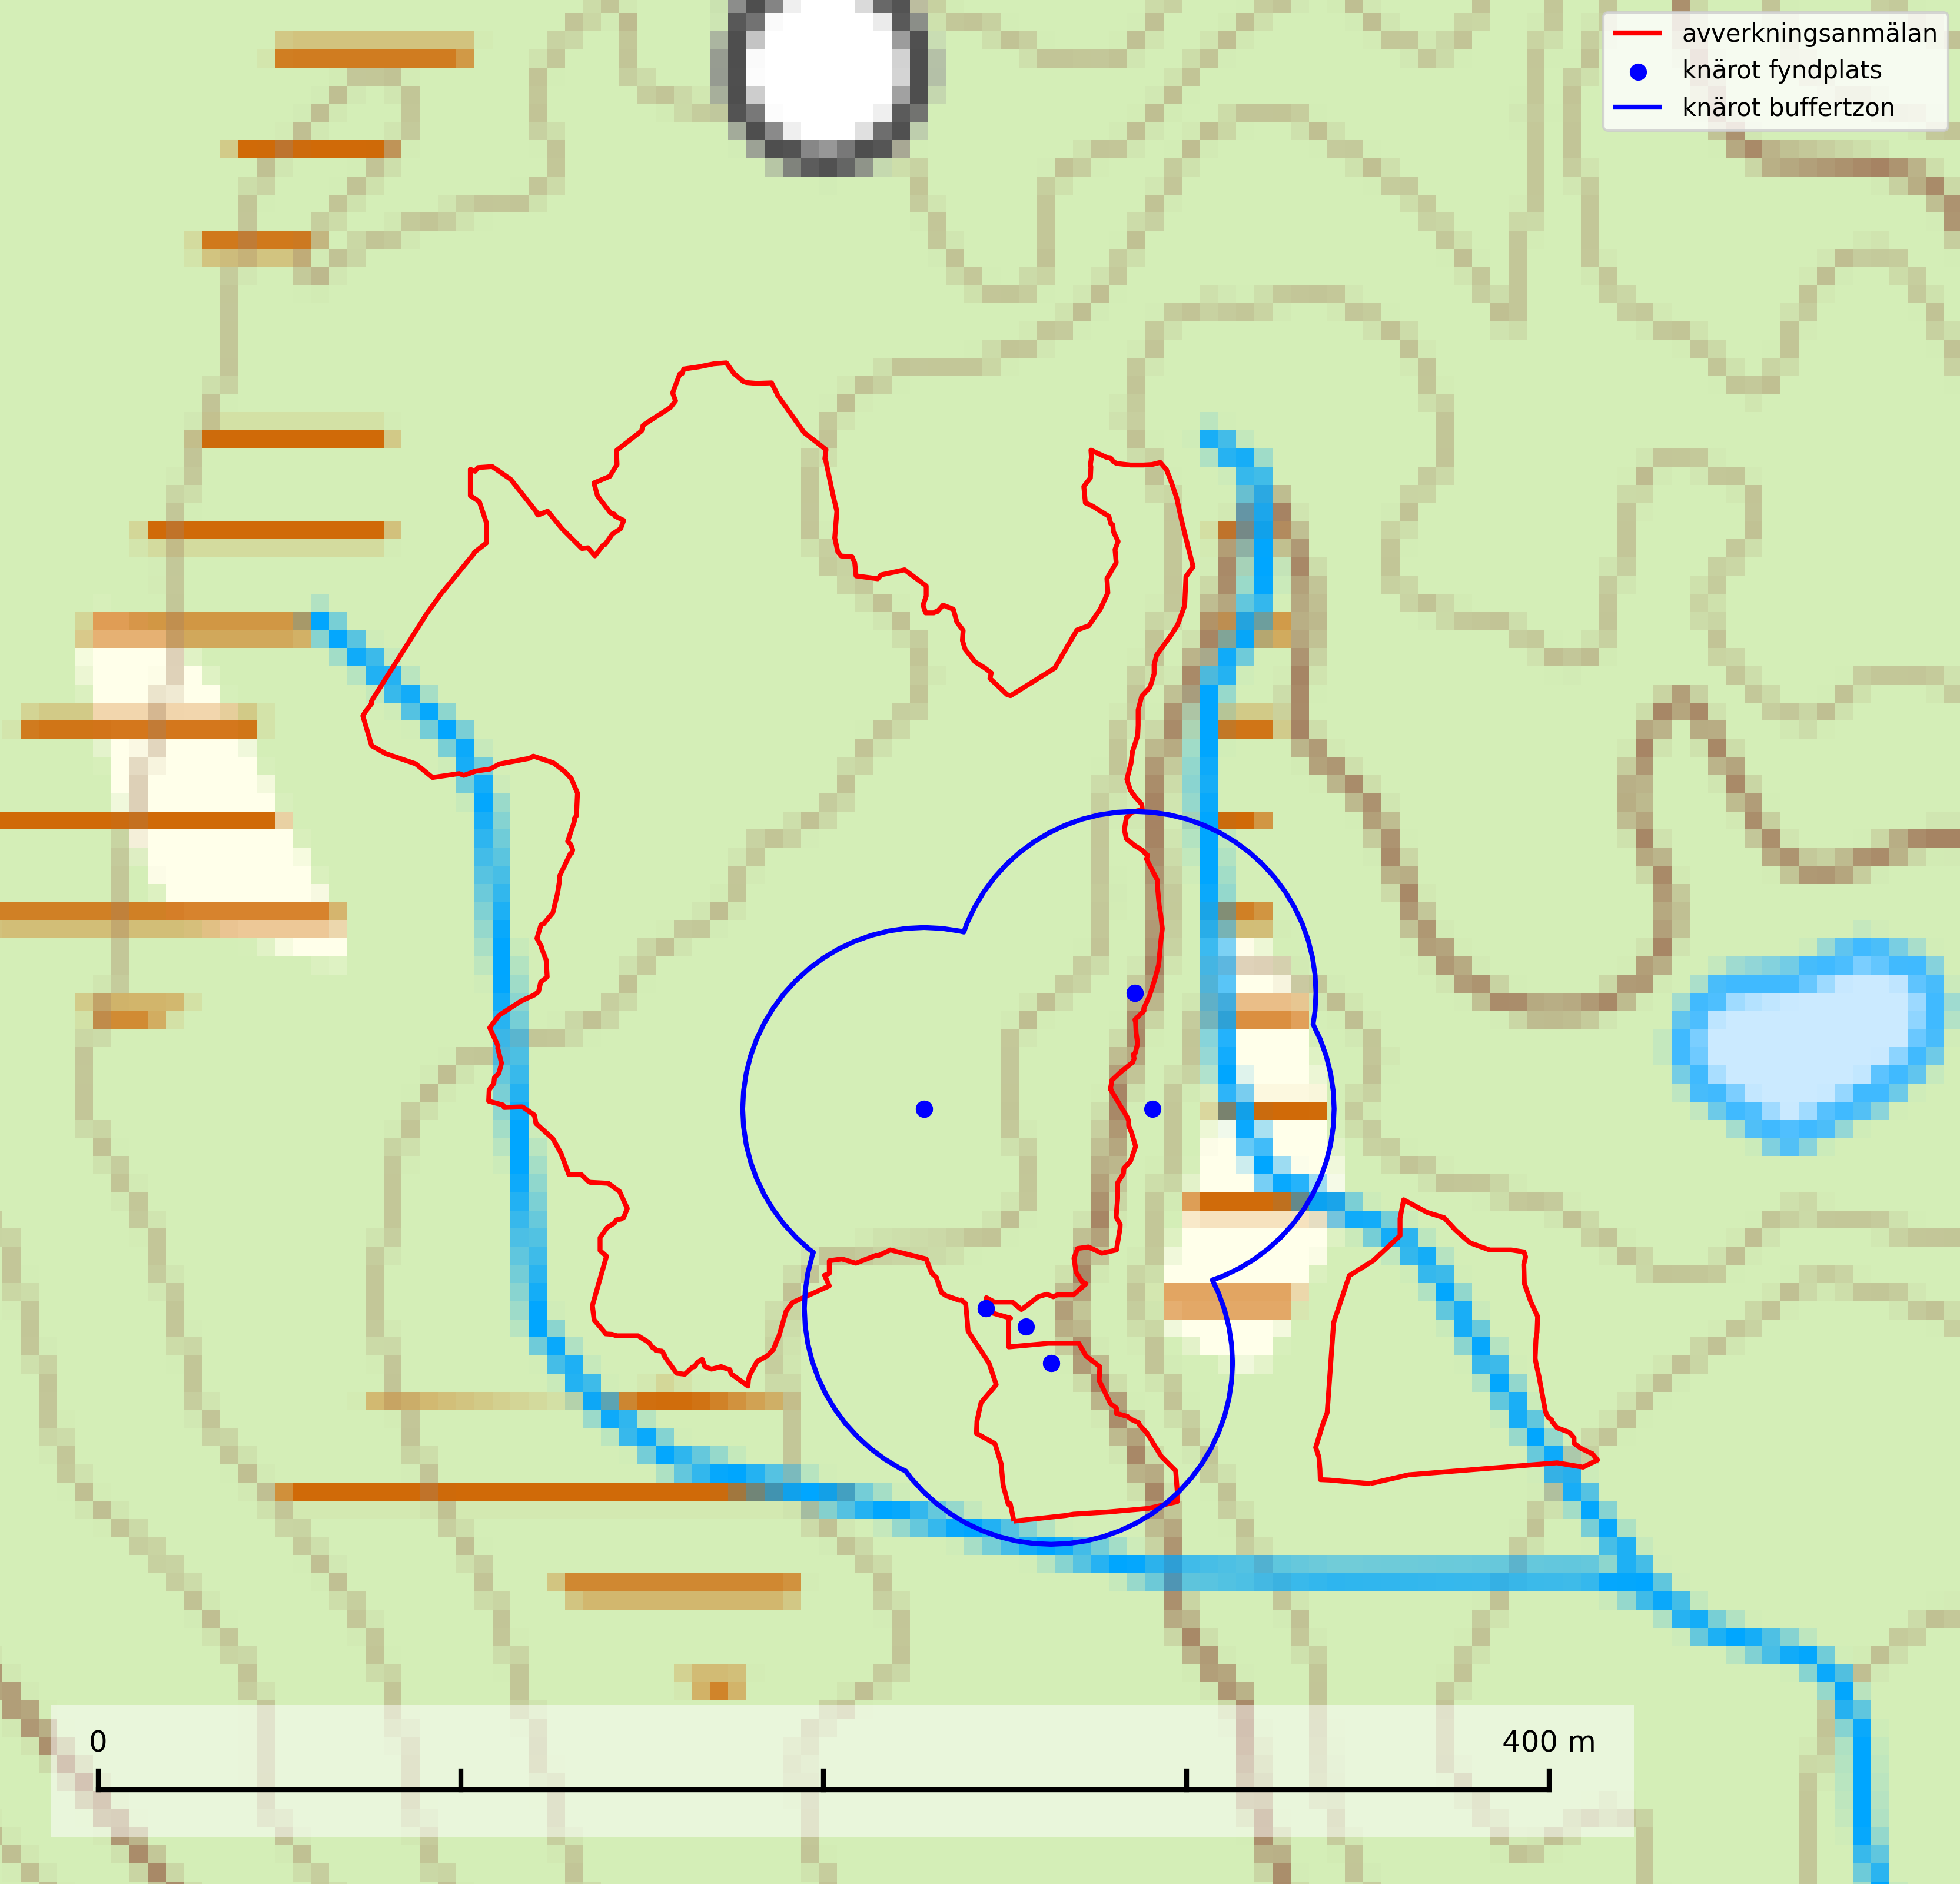 avverkningsanmälan
knärot fyndplats
knärot buffertzon
0 400 m